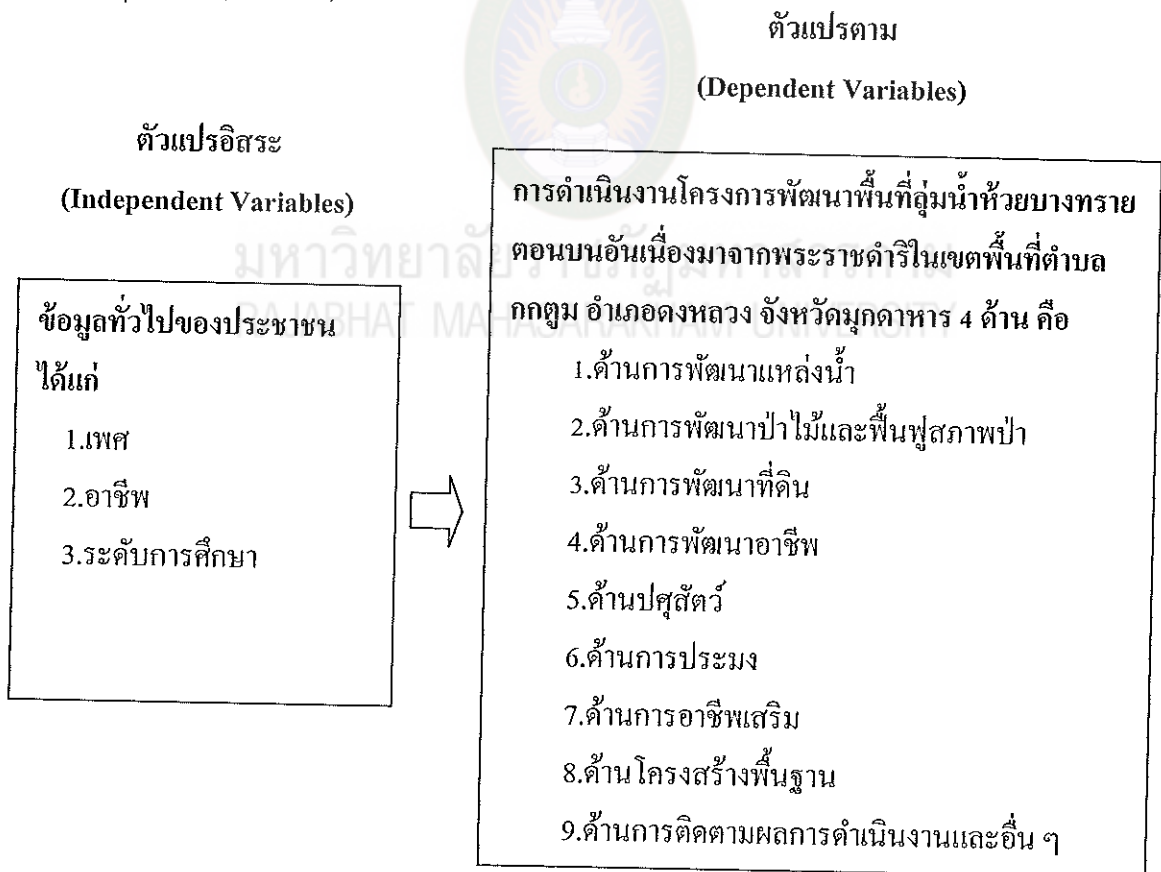 ตัวแปรตาม
(Dependent Variables)
ตัวแปรอิสระ
(Independent Variables)
มหาวิทยาลัยราชภัฏมหาสารคาม
RAJABHAT MAHASARAKHAM UNIVERSITY
ข้อมูลทั่วไปของประชาชน
ได้แก่
1.เพศ
2.อาชีพ
3.ระดับการศึกษา
การดำเนินงานโครงการพัฒนาพื้นที่ลุ่มน้ำห้วยบางทราย
ตอนบนอันเนื่องมาจากพระราชดำริในเขตพื้นที่ตำบล
กกตูม อำเภอดงหลวง จังหวัดมุกดาหาร 4 ด้าน คือ
1.ด้านการพัฒนาแหล่งน้ำ
2.ด้านการพัฒนาป่าไม้และฟื้นฟูสภาพป่า
3.ด้านการพัฒนาที่ดิน
4.ด้านการพัฒนาอาชีพ
5.ด้านปศุสัตว์
6.ด้านการประมง
7.ด้านการอาชีพเสริม
8.ด้านโครงสร้างพื้นฐาน
9.ด้านการติดตามผลการดำเนินงานและอื่น ๆ